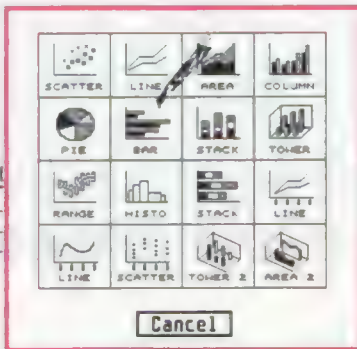 SCATTER LINE AREA COLUMN
PIE BAR STACK TOWER
RANGE HISTO STACK LINE
LINE SCATTER TOWER 2 AREA 2
Cancel